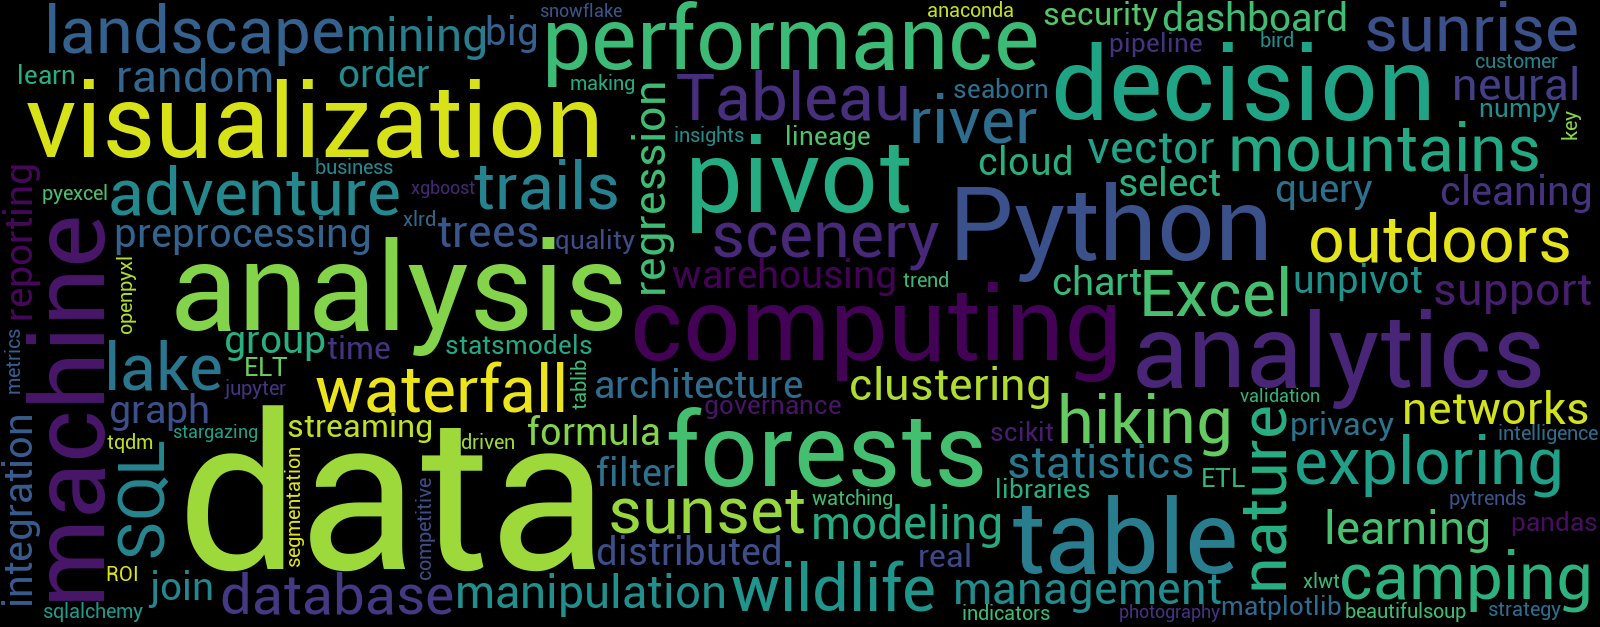 landscape
mining
big
snowflake
performance
anaconda
security
dashboard
sunrise
learn
random
order
making
Tableau
seaborn
pipeline
bird
decision
customer
neural
numpy
key
visualization
regression
insights
lineage
river
cloud
vector
mountains
business
pyexcel
adventure
xgboost
trails
pivot
select
query
cleaning
reporting
preprocessing
xlrd
trees
quality
scenery
Python
outdoors
machine
openpyxl
analysis
warehousing
trend
chart
Excel
unpivot
support
computing
analytics
metrics
group
time
statsmodels
lake
ELT
jupyter
waterfall
tablib
architecture
clustering
validation
graph
governance
hiking
nature
privacy
networks
tqdm
stargazing
streaming
driven
formula
forests
scikit
intelligence
integration
SQL
data
segmentation
competitive
filter
statistics
ETL
exploring
libraries
sunset
watching
modeling
table
pytrends
learning
pandas
distributed
real
ROI
join
database
manipulation
wildlife
management
xlwt
camping
sqlalchemy
indicators
photography
matplotlib
beautifulsoup
strategy